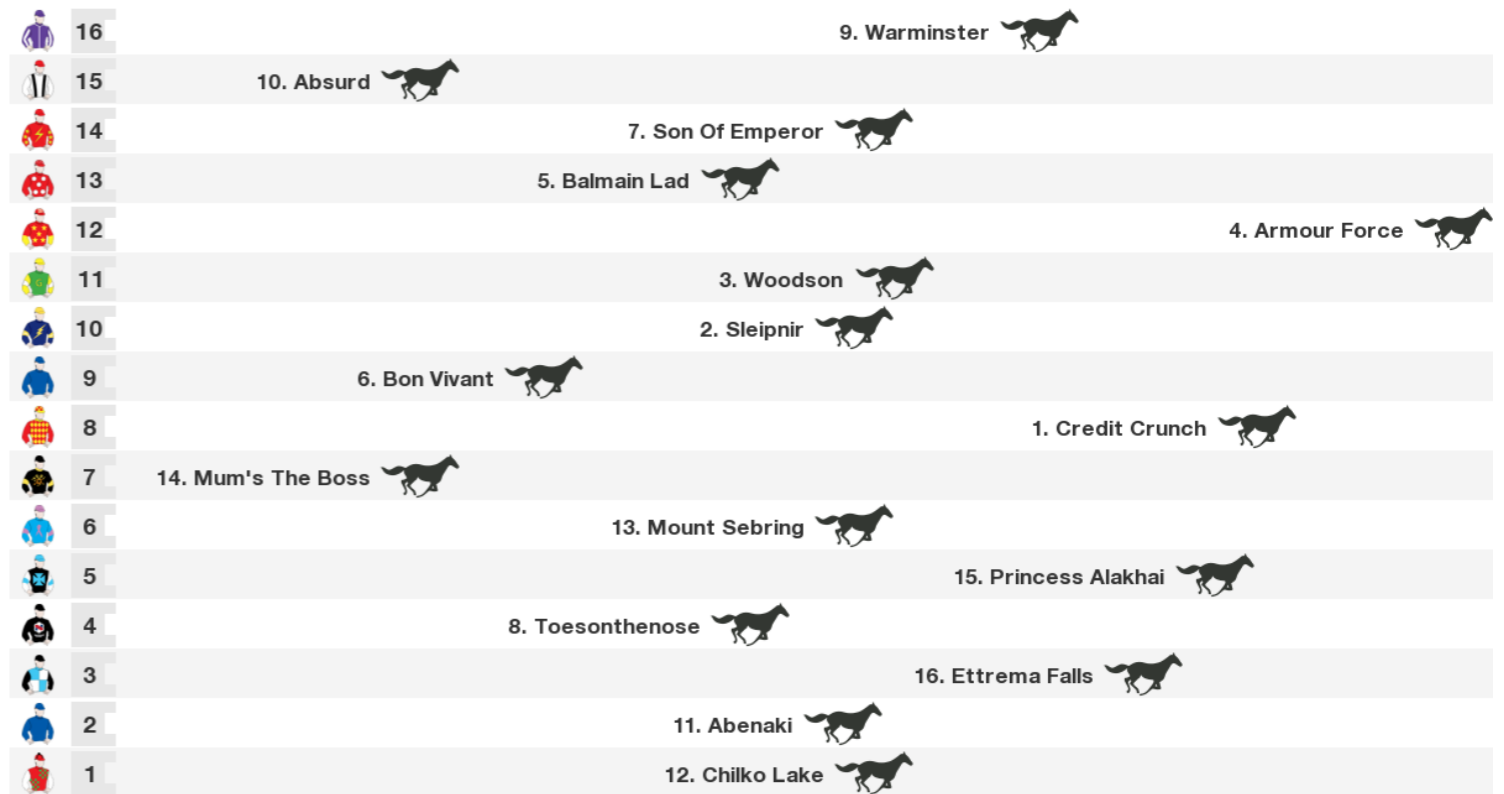 16 9. Warminster
15 10. Absurd
14 7. Son Of Emperor
13 5. Balmain Lad
12 4. Armour Force
11 3. Woodson
10 2. Sleipnir
9 6. Bon Vivant
8 1. Credit Crunch
7 14. Mum's The Boss
6 13. Mount Sebring
5 15. Princess Alakhai
4 8. Toesonthenose
3 16. Ettrema Falls
2 11. Abenaki
1 12. Chilko Lake